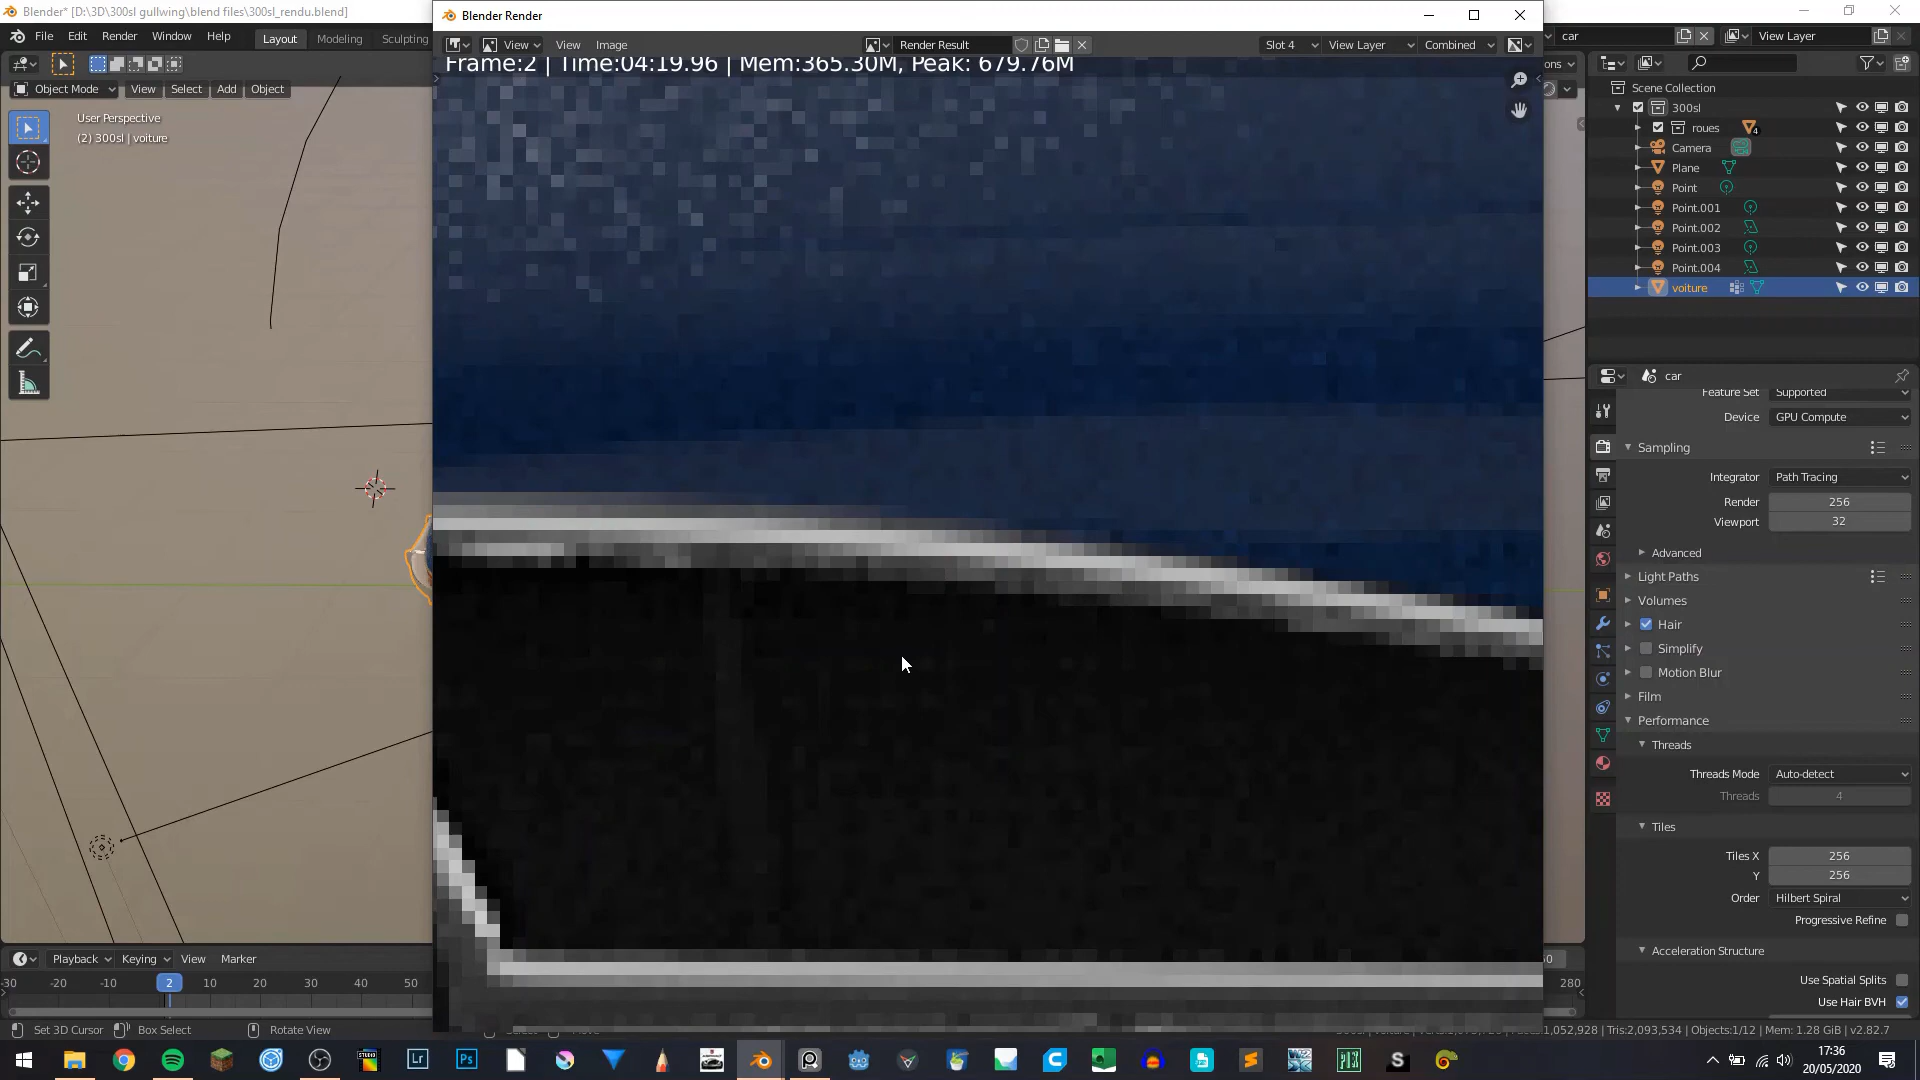 Blender* [D:\3D\300sl gullwing\blend files\300sl_rendu.blend]
File Edit Render Window Help
Layout Modeling Sculpting
car
View Layer
Object Mode View Select Add Object
User Perspective
(2) 300sl | voiture
Blender Render
View View Image
Render Result
Slot 4 View Layer Combined
Frame:2 | Time:04:19.96 | Mem:365.30M, Peak: 679.76M
Scene Collection
300sl
roues 4
Camera
Plane
Point
Point.001
Point.002
Point.003
Point.004
voiture
car
Feature Set Supported
Device GPU Compute
Sampling
Integrator Path Tracing
Render 256
Viewport 32
Advanced
Light Paths
Volumes
Hair
Simplify
Motion Blur
Film
Performance
Threads
Threads Mode Auto-detect
Threads 4
Tiles
Tiles X 256
Y 256
Order Hilbert Spiral
Progressive Refine
Acceleration Structure
Use Spatial Splits
Use Hair BVH
Playback Keying View Marker
-30 2 10 20 30 40 50 280
Set 3D Cursor Box Select Rotate View
1,052,928 | Tris:2,093,534 | Objects:1/12 | Mem: 1.28 GiB | v2.82.7
Lr Ps
STUDIO
17:36
20/05/2020